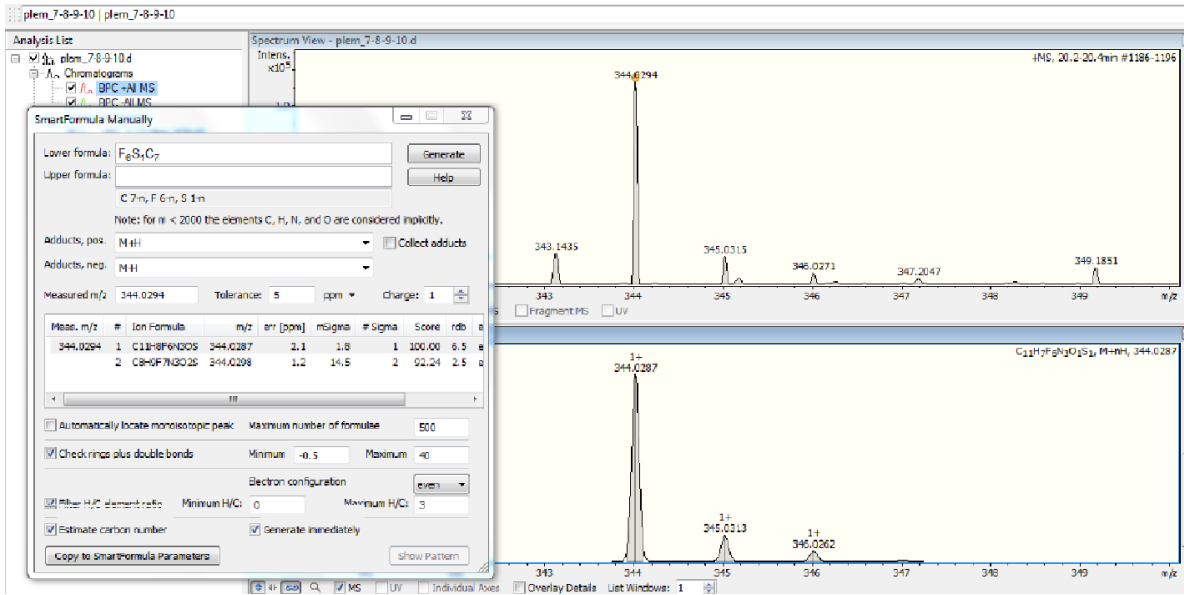 plem_7-8-9-10 | plem_7-8-9-10
Analysis List
plem_7-8-9-10.d
Chromatograms
BPC +All MS
BPC -All MS
Spectrum View - plem_7-8-9-10.d
Intens.
x10⁵
+MS, 20.2-20.4min #1186-1196
344.0294
343.1435
345.0315
346.0271
347.2047
349.1851
343 344 345 346 347 348 349 m/z
Fragment MS UV
C₁₁H₇F₆N₃O₁S₁, M+nH, 344.0287
1+
344.0287
1+
345.0313
1+
346.0262
343 344 345 346 347 348 349 m/z
MS UV Individual Axes Overlay Details List Windows: 1
SmartFormula Manually
Lower formula: F₆S₁C₇ Generate
Upper formula: Help
C 7-n, F 6-n, S 1-n
Note: for m < 2000 the elements C, H, N, and O are considered implicitly.
Adducts, pos. M+H Collect adducts
Adducts, neg. M-H
Measured m/z 344.0294 Tolerance: 5 ppm Charge: 1
Meas. m/z # Ion Formula m/z err [ppm] mSigma # Sigma Score rdb e
344.0294 1 C11H8F6N3OS 344.0287 2.1 1.8 1 100.00 6.5 e
2 C8H9F7N3O2S 344.0298 1.2 14.5 2 92.24 2.5 e
Automatically locate monoisotopic peak Maximum number of formulae 500
Check rings plus double bonds Minimum -0.5 Maximum 40
Electron configuration even
Filter H/C element ratio Minimum H/C: 0 Maximum H/C: 3
Estimate carbon number Generate immediately
Copy to SmartFormula Parameters Show Pattern